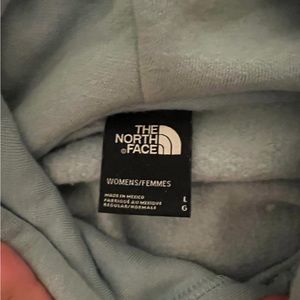 THE
NORTH
FACE
WOMENS/FEMMES
MADE IN MEXICO
FABRIQUÉ AU MEXIQUE
REGULAR/NORMALE
L
G